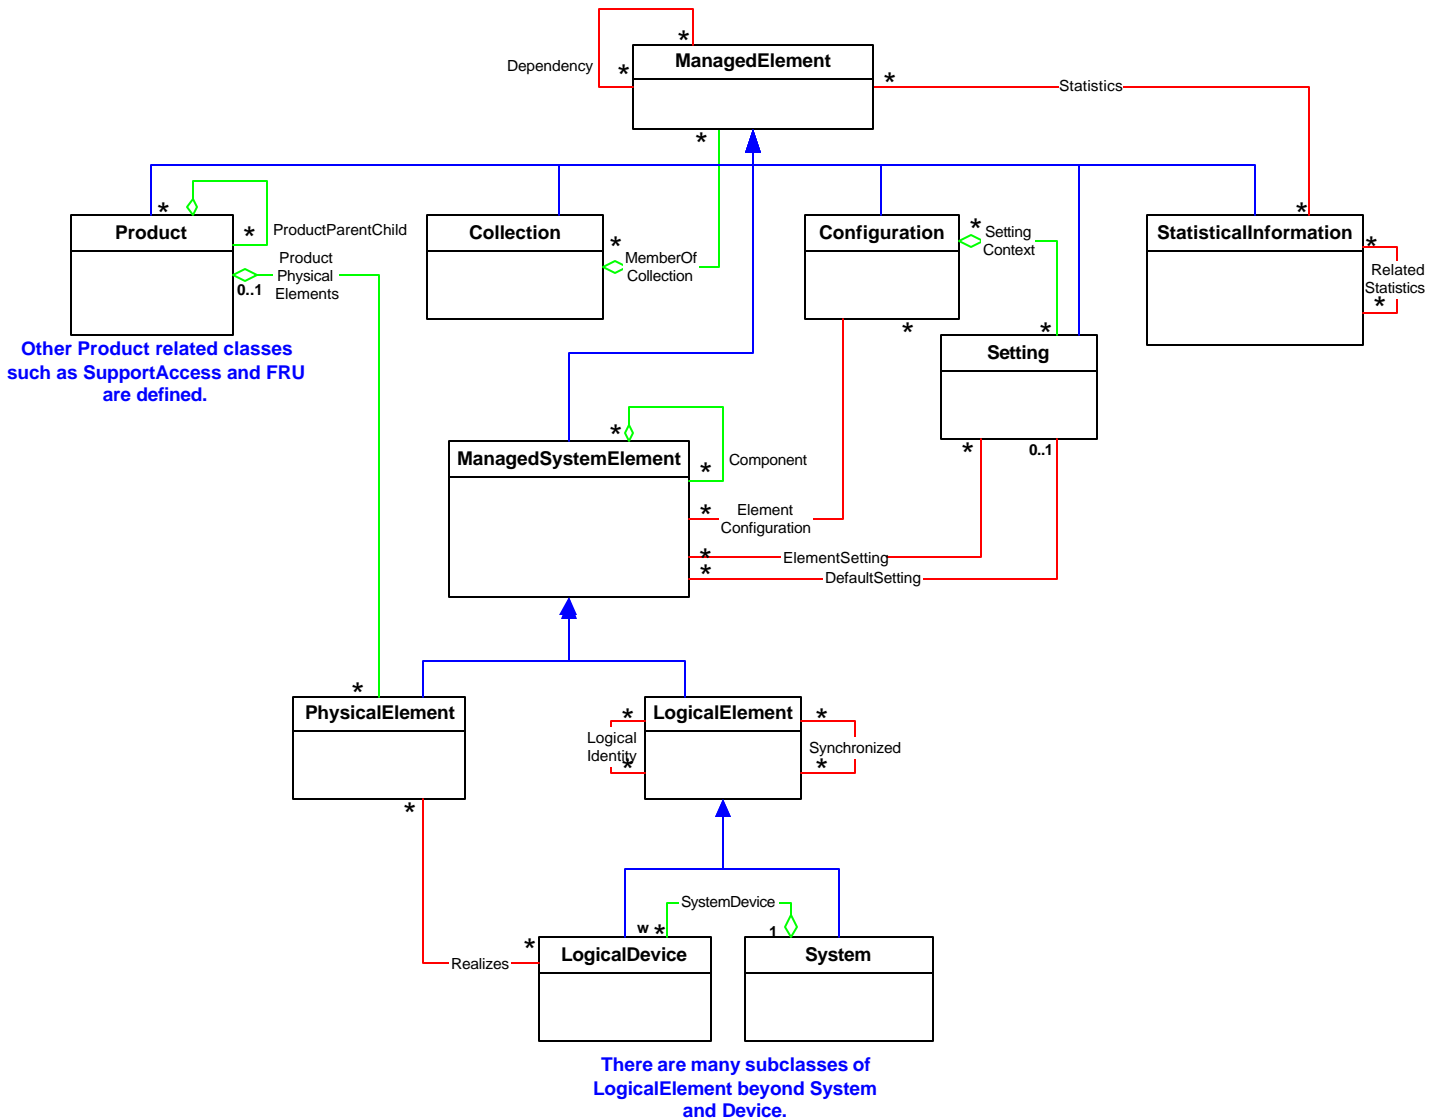 *
ManagedElement
Dependency
*
*
Statistics
*
*
*
ProductParentChild
Product
Product
Physical
Elements
0..1
Other Product related classes
such as SupportAccess and FRU
are defined.
Collection
*
MemberOf
Collection
Configuration
*
Setting
Context
*
*
*
StatisticalInformation
*
Related
Statistics
*
Setting
*
0..1
*
ManagedSystemElement
*
Component
*
Element
Configuration
*
ElementSetting
*
DefaultSetting
*
PhysicalElement
*
LogicalElement
*
Logical
Identity
*
*
Synchronized
*
*
Realizes
*
SystemDevice
w *
1
LogicalDevice
System
There are many subclasses of
LogicalElement beyond System
and Device.